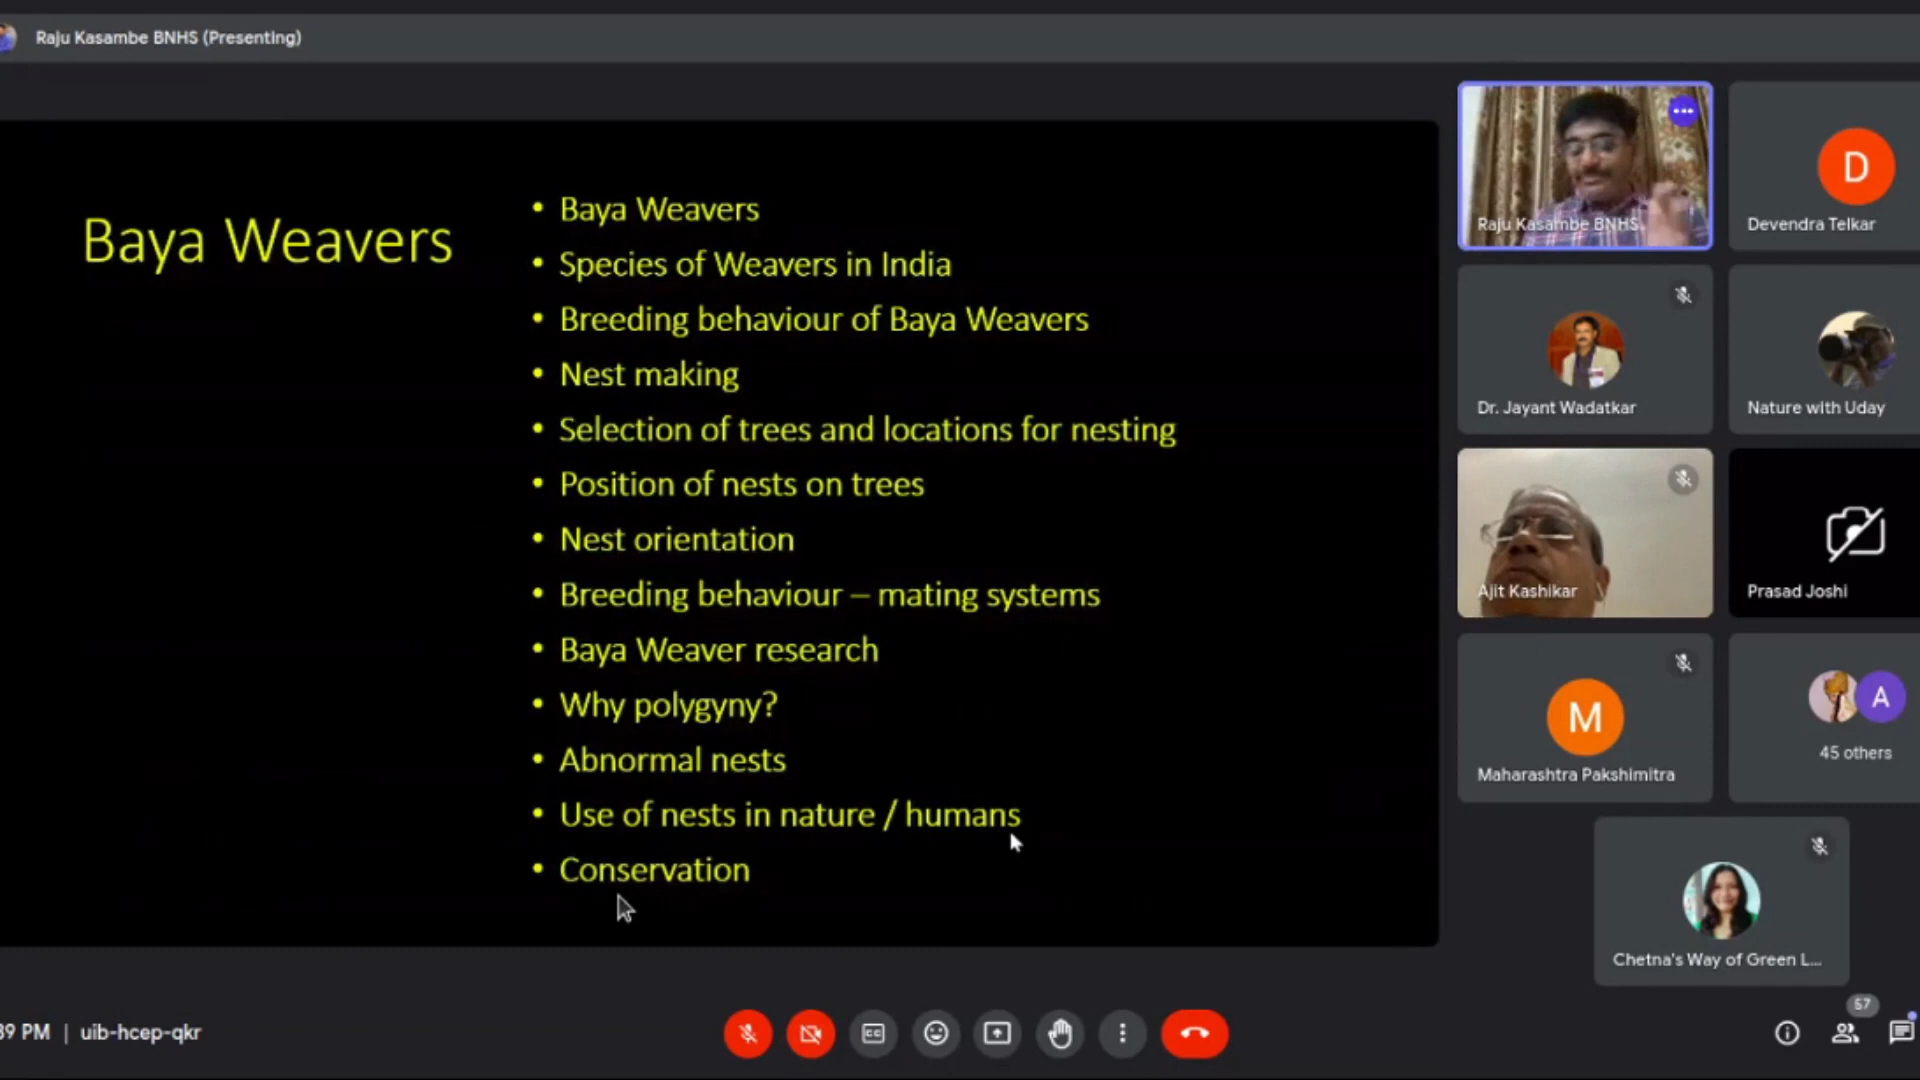 Raju Kasambe BNHS (Presenting)
Baya Weavers
• Baya Weavers
• Species of Weavers in India
• Breeding behaviour of Baya Weavers
• Nest making
• Selection of trees and locations for nesting
• Position of nests on trees
• Nest orientation
• Breeding behaviour – mating systems
• Baya Weaver research
• Why polygyny?
• Abnormal nests
• Use of nests in nature / humans
• Conservation
Raju Kasambe BNHS
D
Devendra Telkar
Dr. Jayant Wadatkar
Nature with Uday
Ajit Kashikar
Prasad Joshi
M
Maharashtra Pakshimitra
A
45 others
Chetna's Way of Green L...
39 PM | uib-hcep-qkr
CC
57